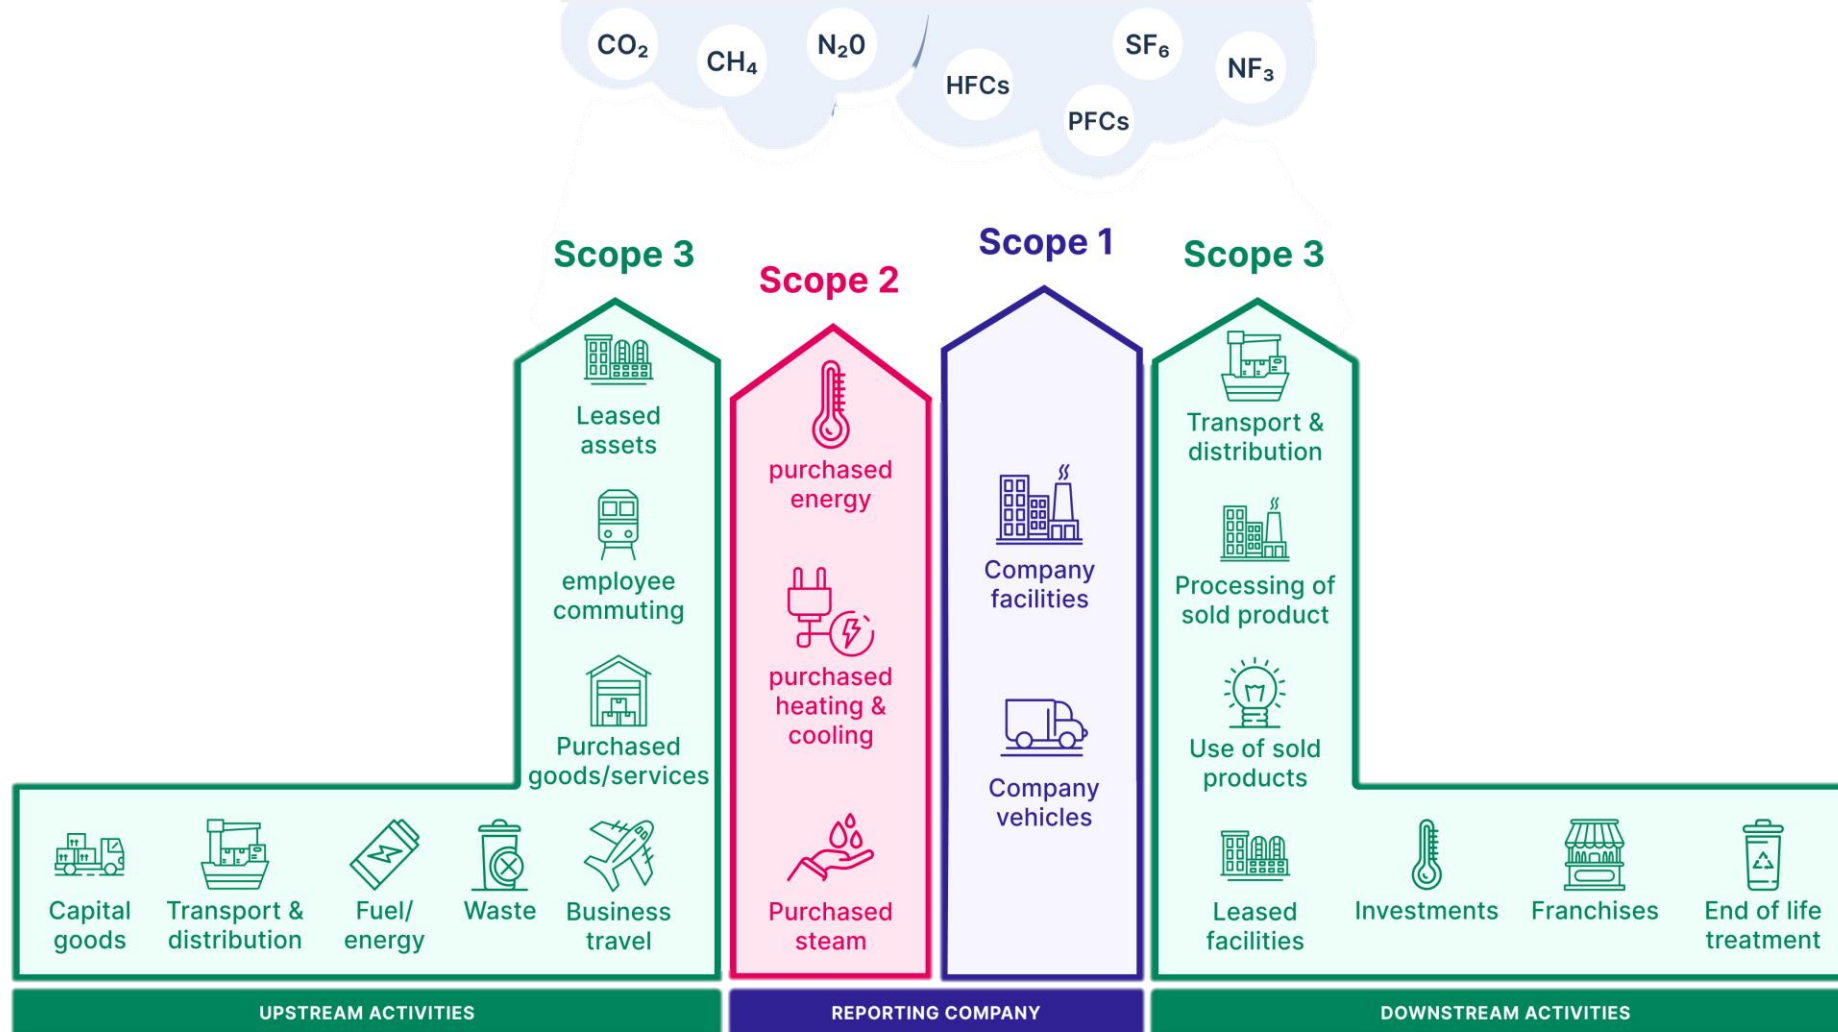 CO₂
CH₄
N₂0
HFCs
PFCs
SF₆
NF₃
Scope 3
Leased
assets
employee
commuting
Purchased
goods/services
Capital
goods
Transport &
distribution
Fuel/
energy
Waste
Business
travel
UPSTREAM ACTIVITIES
Scope 2
purchased
energy
purchased
heating &
cooling
Purchased
steam
Scope 1
Company
facilities
Company
vehicles
REPORTING COMPANY
Scope 3
Transport &
distribution
Processing of
sold product
Use of sold
products
Leased
facilities
Investments
Franchises
End of life
treatment
DOWNSTREAM ACTIVITIES